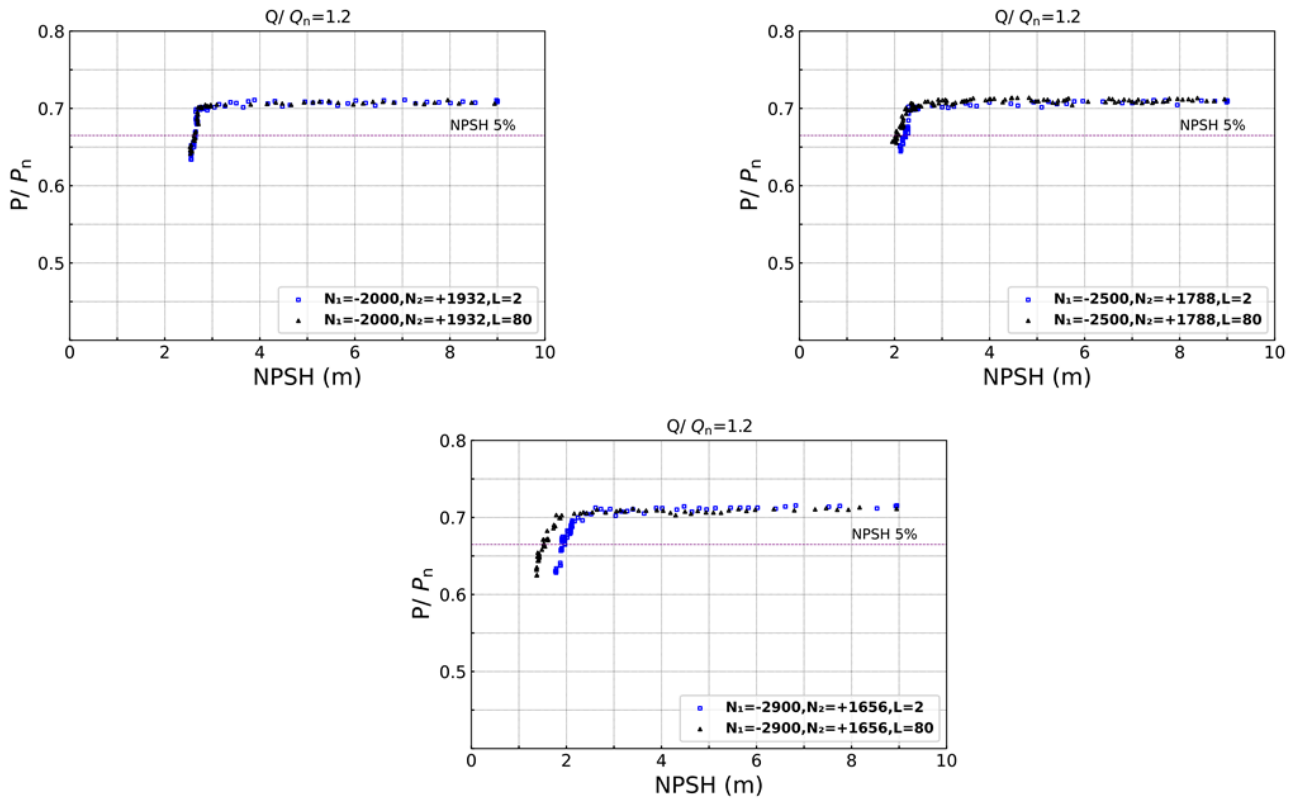 Q/ Qn=1.2
0.8
0.7
0.6
0.5
P/ Pn
NPSH 5%
N₁=-2000,N₂=+1932,L=2
N₁=-2000,N₂=+1932,L=80
0 2 4 6 8 10
NPSH (m)
Q/ Qn=1.2
0.8
0.7
0.6
0.5
P/ Pn
NPSH 5%
N₁=-2500,N₂=+1788,L=2
N₁=-2500,N₂=+1788,L=80
0 2 4 6 8 10
NPSH (m)
Q/ Qn=1.2
0.8
0.7
0.6
0.5
P/ Pn
NPSH 5%
N₁=-2900,N₂=+1656,L=2
N₁=-2900,N₂=+1656,L=80
0 2 4 6 8 10
NPSH (m)